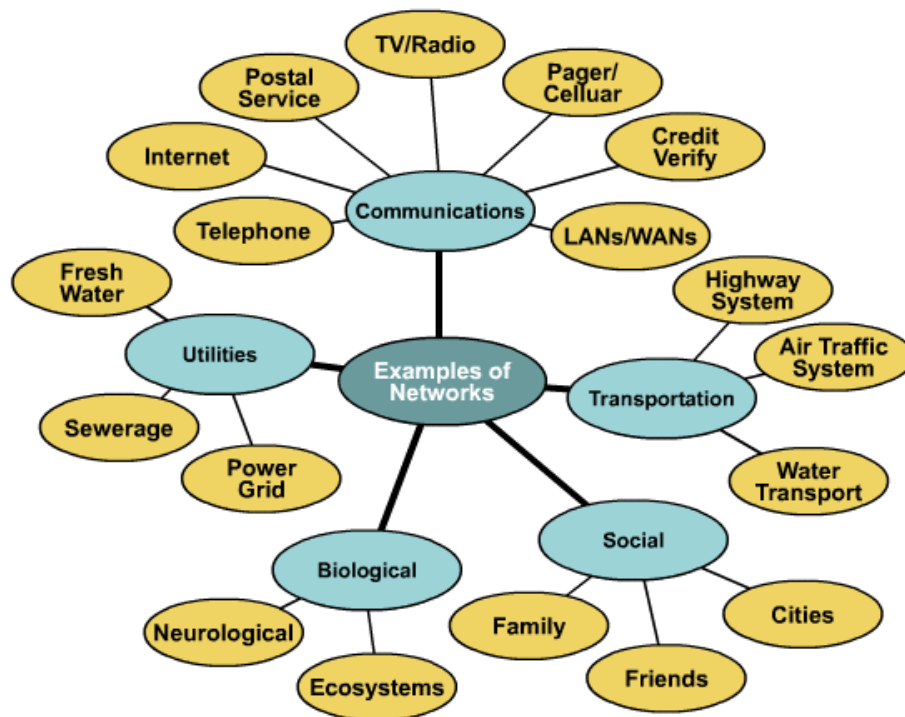 TV/Radio
Postal
Service
Pager/
Celluar
Internet
Credit
Verify
Communications
Telephone
LANs/WANs
Fresh
Water
Highway
System
Utilities
Examples of
Networks
Air Traffic
System
Transportation
Sewerage
Power
Grid
Water
Transport
Biological
Social
Neurological
Family
Cities
Ecosystems
Friends